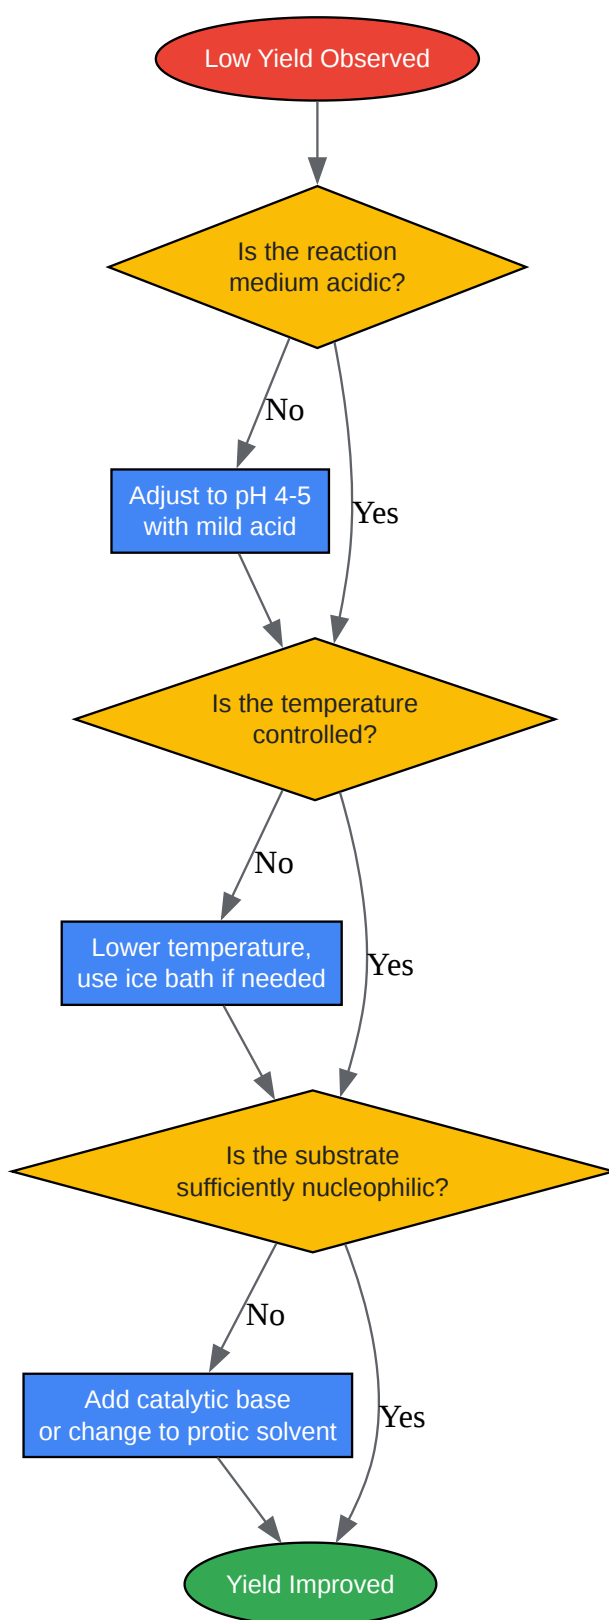 Low Yield Observed
Is the reaction
medium acidic?
No
Adjust to pH 4-5
with mild acid
Yes
Is the temperature
controlled?
No
Lower temperature,
use ice bath if needed
Yes
Is the substrate
sufficiently nucleophilic?
No
Add catalytic base
or change to protic solvent
Yes
Yield Improved